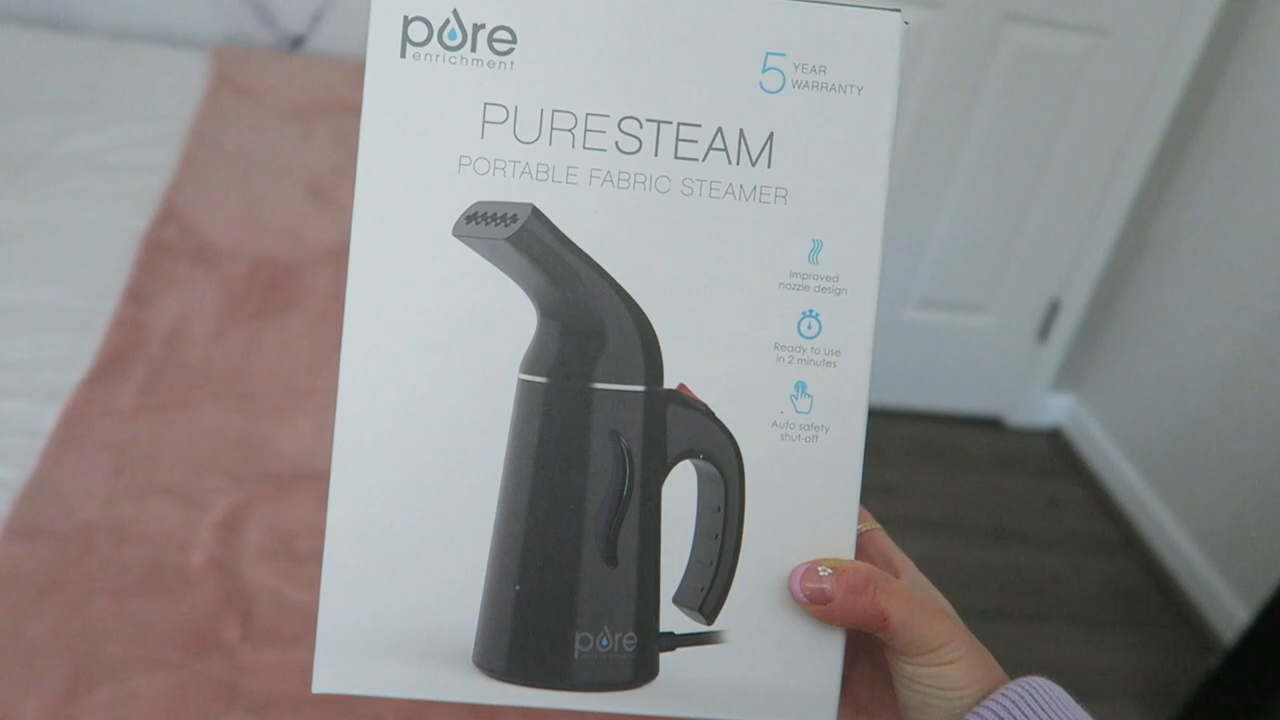 pure
enrichment
5 YEAR
WARRANTY
PURESTEAM
PORTABLE FABRIC STEAMER
Improved
nozzle design
Ready to use
in 2 minutes
Auto safety
shut-off
pure
enrichment